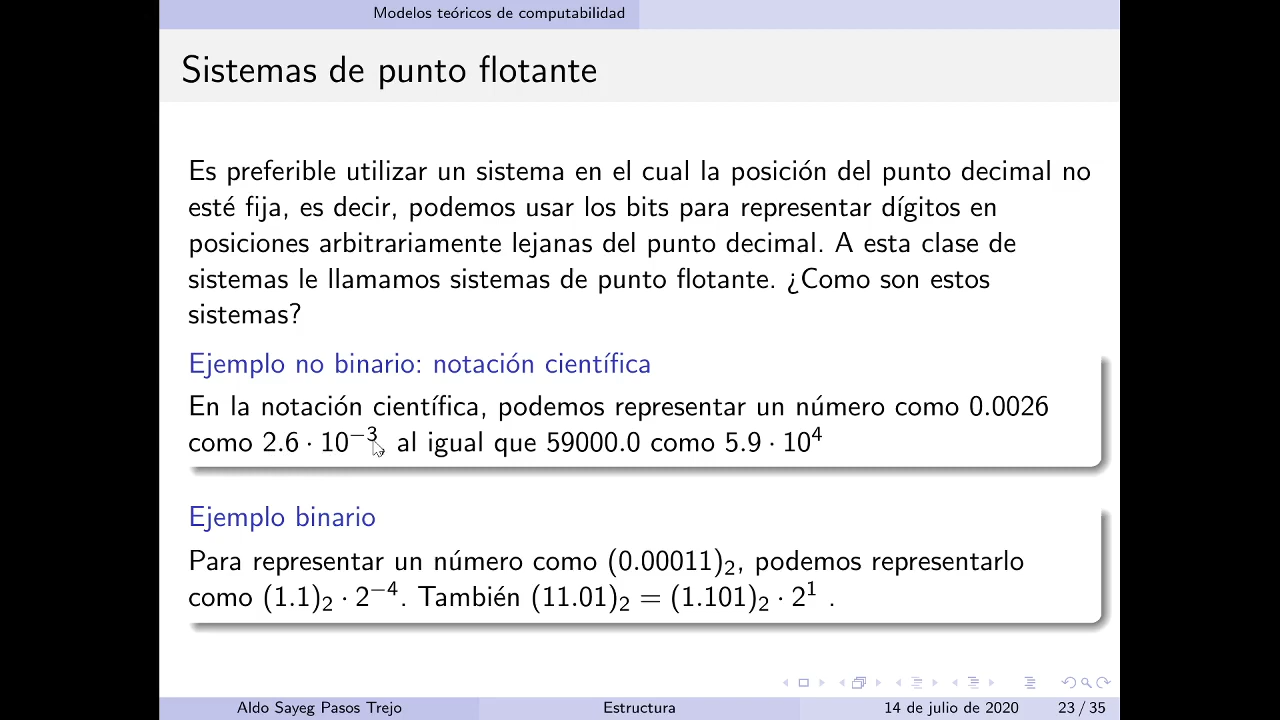 Modelos teóricos de computabilidad
Sistemas de punto flotante
Es preferible utilizar un sistema en el cual la posición del punto decimal no
esté fija, es decir, podemos usar los bits para representar dígitos en
posiciones arbitrariamente lejanas del punto decimal. A esta clase de
sistemas le llamamos sistemas de punto flotante. ¿Como son estos
sistemas?
Ejemplo no binario: notación científica
En la notación científica, podemos representar un número como 0.0026
como 2.6 · 10⁻³ al igual que 59000.0 como 5.9 · 10⁴
Ejemplo binario
Para representar un número como (0.00011)₂, podemos representarlo
como (1.1)₂ · 2⁻⁴. También (11.01)₂ = (1.101)₂ · 2¹ .
Aldo Sayeg Pasos Trejo Estructura 14 de julio de 2020 23 / 35